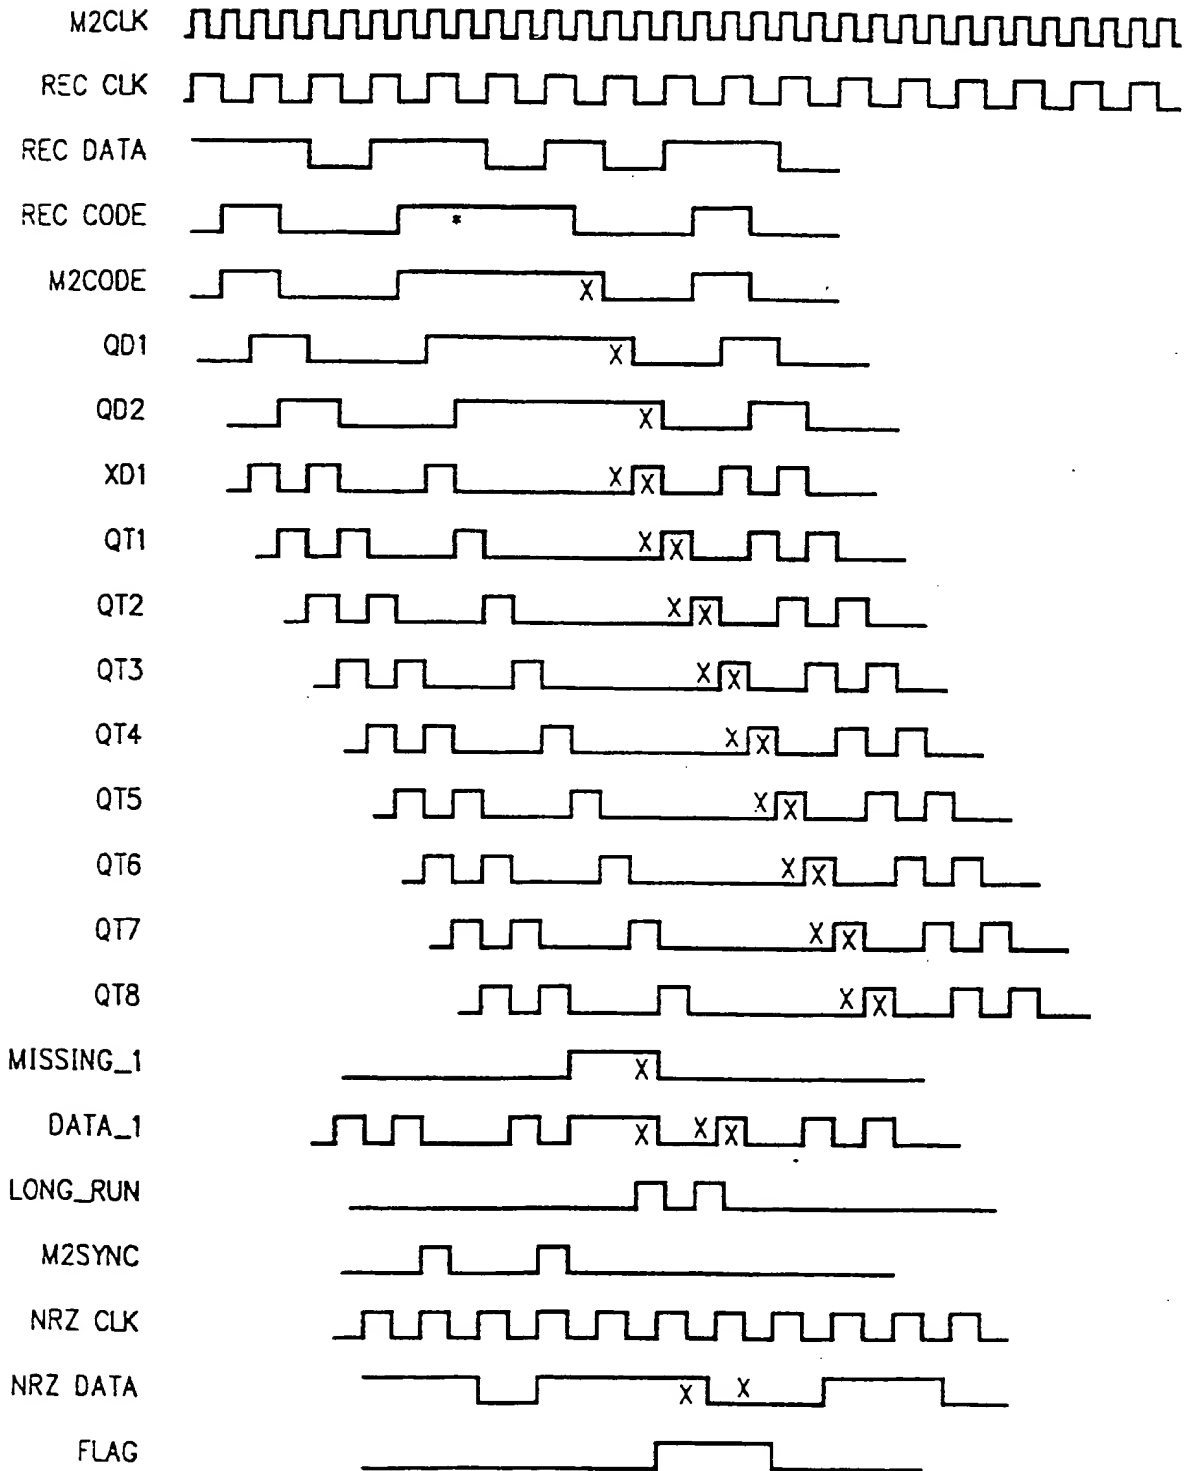 M2CLK
REC CLK
REC DATA
REC CODE *
M2CODE X
QD1 X
QD2 X
XD1 X X
QT1 X X
QT2 X X
QT3 X X
QT4 X X
QT5 X X
QT6 X X
QT7 X X
QT8 X X
MISSING_1 X
DATA_1 X X X
LONG_RUN
M2SYNC
NRZ CLK
NRZ DATA X X
FLAG